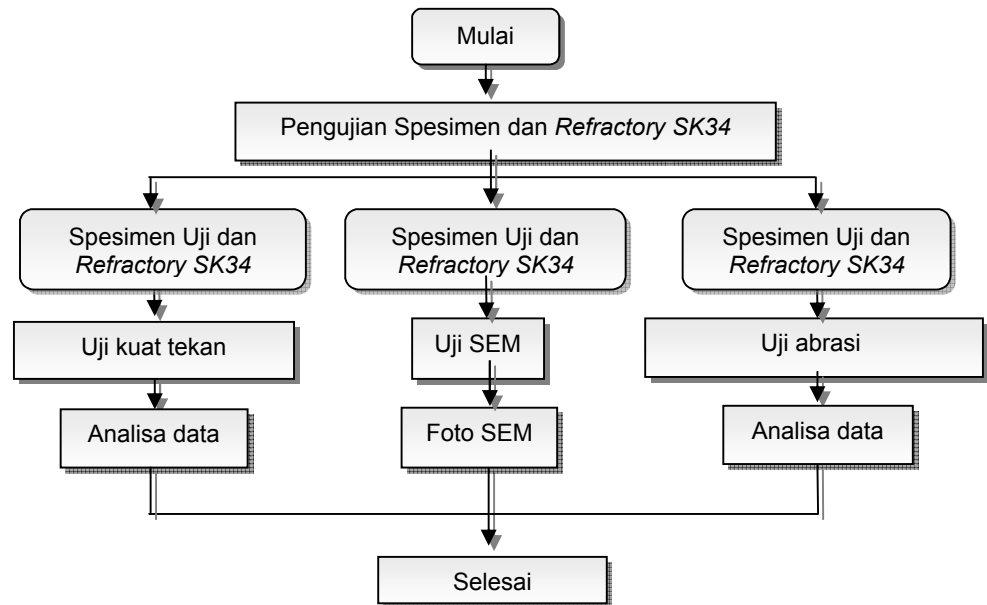 Mulai
Pengujian Spesimen dan Refractory SK34
Spesimen Uji dan
Refractory SK34
Spesimen Uji dan
Refractory SK34
Spesimen Uji dan
Refractory SK34
Uji kuat tekan
Uji SEM
Uji abrasi
Analisa data
Foto SEM
Analisa data
Selesai